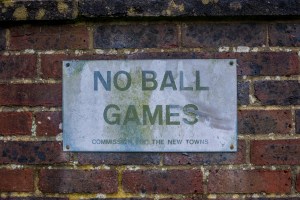 NO BALL
GAMES
COMMISSION FOR THE NEW TOWNS